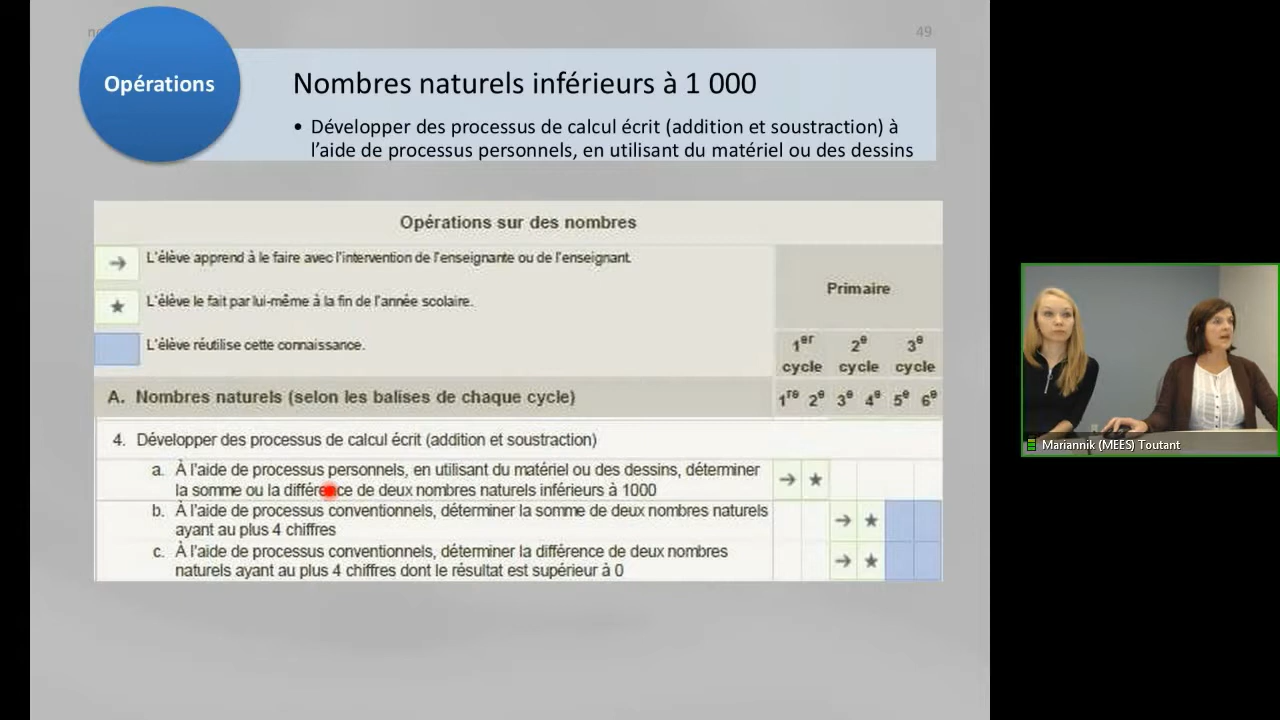 49
Opérations
Nombres naturels inférieurs à 1 000
• Développer des processus de calcul écrit (addition et soustraction) à
l'aide de processus personnels, en utilisant du matériel ou des dessins
Opérations sur des nombres
→ L'élève apprend à le faire avec l'intervention de l'enseignante ou de l'enseignant.
Primaire
★ L'élève le fait par lui-même à la fin de l'année scolaire.
L'élève réutilise cette connaissance.
1er cycle 2e cycle 3e cycle
A. Nombres naturels (selon les balises de chaque cycle) 1re 2e 3e 4e 5e 6e
4. Développer des processus de calcul écrit (addition et soustraction)
a. À l'aide de processus personnels, en utilisant du matériel ou des dessins, déterminer
la somme ou la différence de deux nombres naturels inférieurs à 1000 → ★
b. À l'aide de processus conventionnels, déterminer la somme de deux nombres naturels
ayant au plus 4 chiffres → ★
c. À l'aide de processus conventionnels, déterminer la différence de deux nombres
naturels ayant au plus 4 chiffres dont le résultat est supérieur à 0 → ★
Mariannik (MEES) Toutant